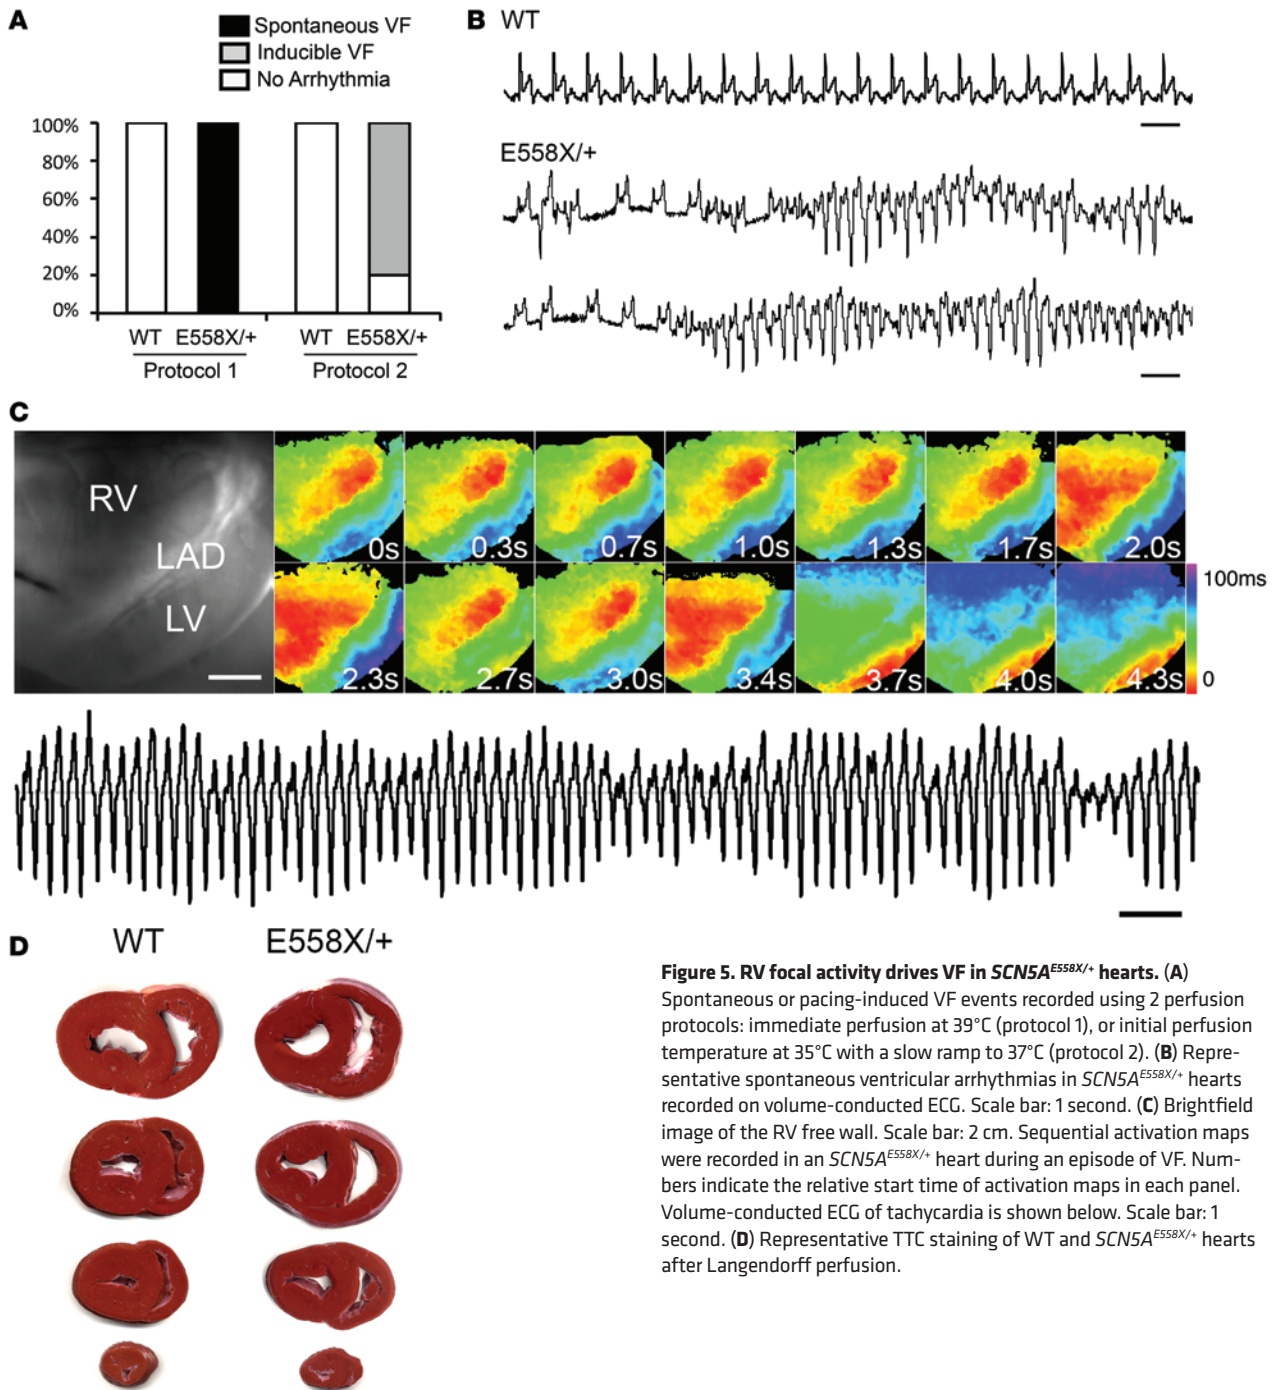 A
Spontaneous VF
Inducible VF
No Arrhythmia
100%
80%
60%
40%
20%
0%
WT E558X/+ WT E558X/+
Protocol 1 Protocol 2
B WT
E558X/+
C
RV
LAD
LV
0s 0.3s 0.7s 1.0s 1.3s 1.7s 2.0s
2.3s 2.7s 3.0s 3.4s 3.7s 4.0s 4.3s
100ms
0
D WT E558X/+
Figure 5. RV focal activity drives VF in SCN5A^E558X/+ hearts. (A)
Spontaneous or pacing-induced VF events recorded using 2 perfusion
protocols: immediate perfusion at 39°C (protocol 1), or initial perfusion
temperature at 35°C with a slow ramp to 37°C (protocol 2). (B) Repre-
sentative spontaneous ventricular arrhythmias in SCN5A^E558X/+ hearts
recorded on volume-conducted ECG. Scale bar: 1 second. (C) Brightfield
image of the RV free wall. Scale bar: 2 cm. Sequential activation maps
were recorded in an SCN5A^E558X/+ heart during an episode of VF. Num-
bers indicate the relative start time of activation maps in each panel.
Volume-conducted ECG of tachycardia is shown below. Scale bar: 1
second. (D) Representative TTC staining of WT and SCN5A^E558X/+ hearts
after Langendorff perfusion.